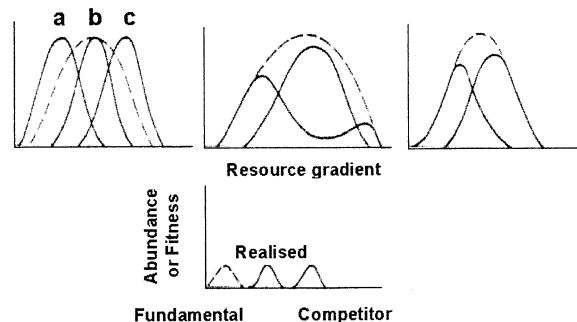 a b c
Resource gradient
Abundance
or Fitness
Realised
Fundamental Competitor